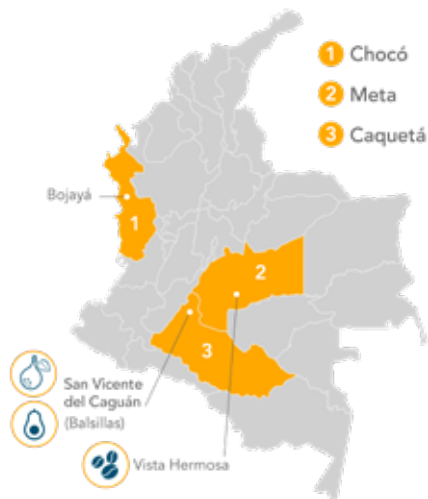 1 Chocó
2 Meta
3 Caquetá
Bojayá
1
2
3
San Vicente
del Caguán
(Balsillas)
Vista Hermosa